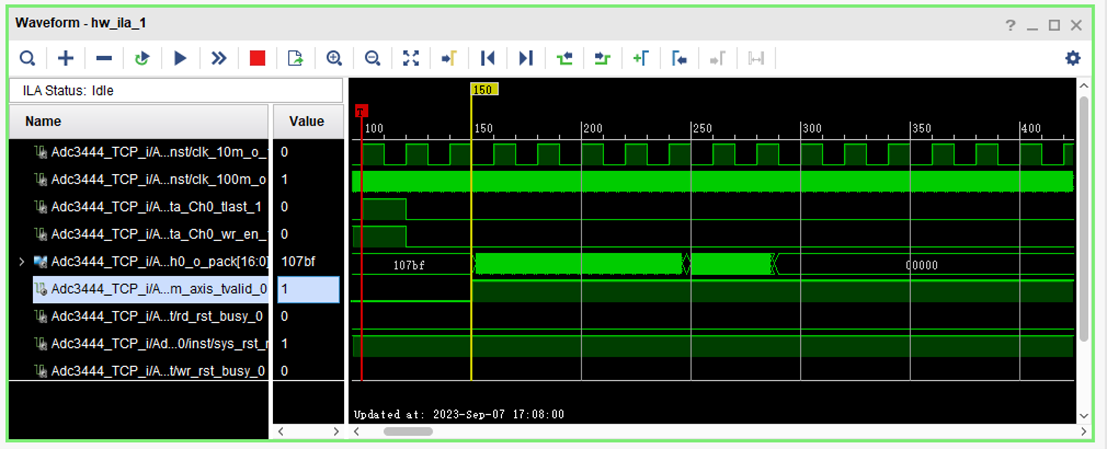 Waveform - hw_ila_1
ILA Status: Idle
Name Value
Adc3444_TCP_i/A...nst/clk_10m_o_ 0
Adc3444_TCP_i/A...nst/clk_100m_o 1
Adc3444_TCP_i/A...ta_Ch0_tlast_1 0
Adc3444_TCP_i/A...ta_Ch0_wr_en_ 0
Adc3444_TCP_i/A...h0_o_pack[16:0] 107bf
Adc3444_TCP_i/A...m_axis_tvalid_0 1
Adc3444_TCP_i/A...t/rd_rst_busy_0 0
Adc3444_TCP_i/Ad...0/inst/sys_rst_r 1
Adc3444_TCP_i/A...t/wr_rst_busy_0 0
150
T
100 150 200 250 300 350 400
107bf 00000
Updated at: 2023-Sep-07 17:08:00